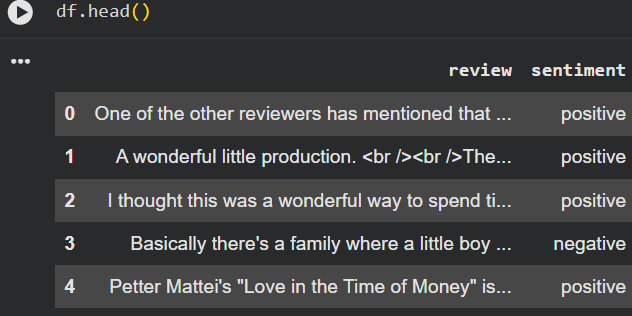 df.head()
review sentiment
0 One of the other reviewers has mentioned that ... positive
1 A wonderful little production. <br /><br />The... positive
2 I thought this was a wonderful way to spend ti... positive
3 Basically there's a family where a little boy ... negative
4 Petter Mattei's "Love in the Time of Money" is... positive